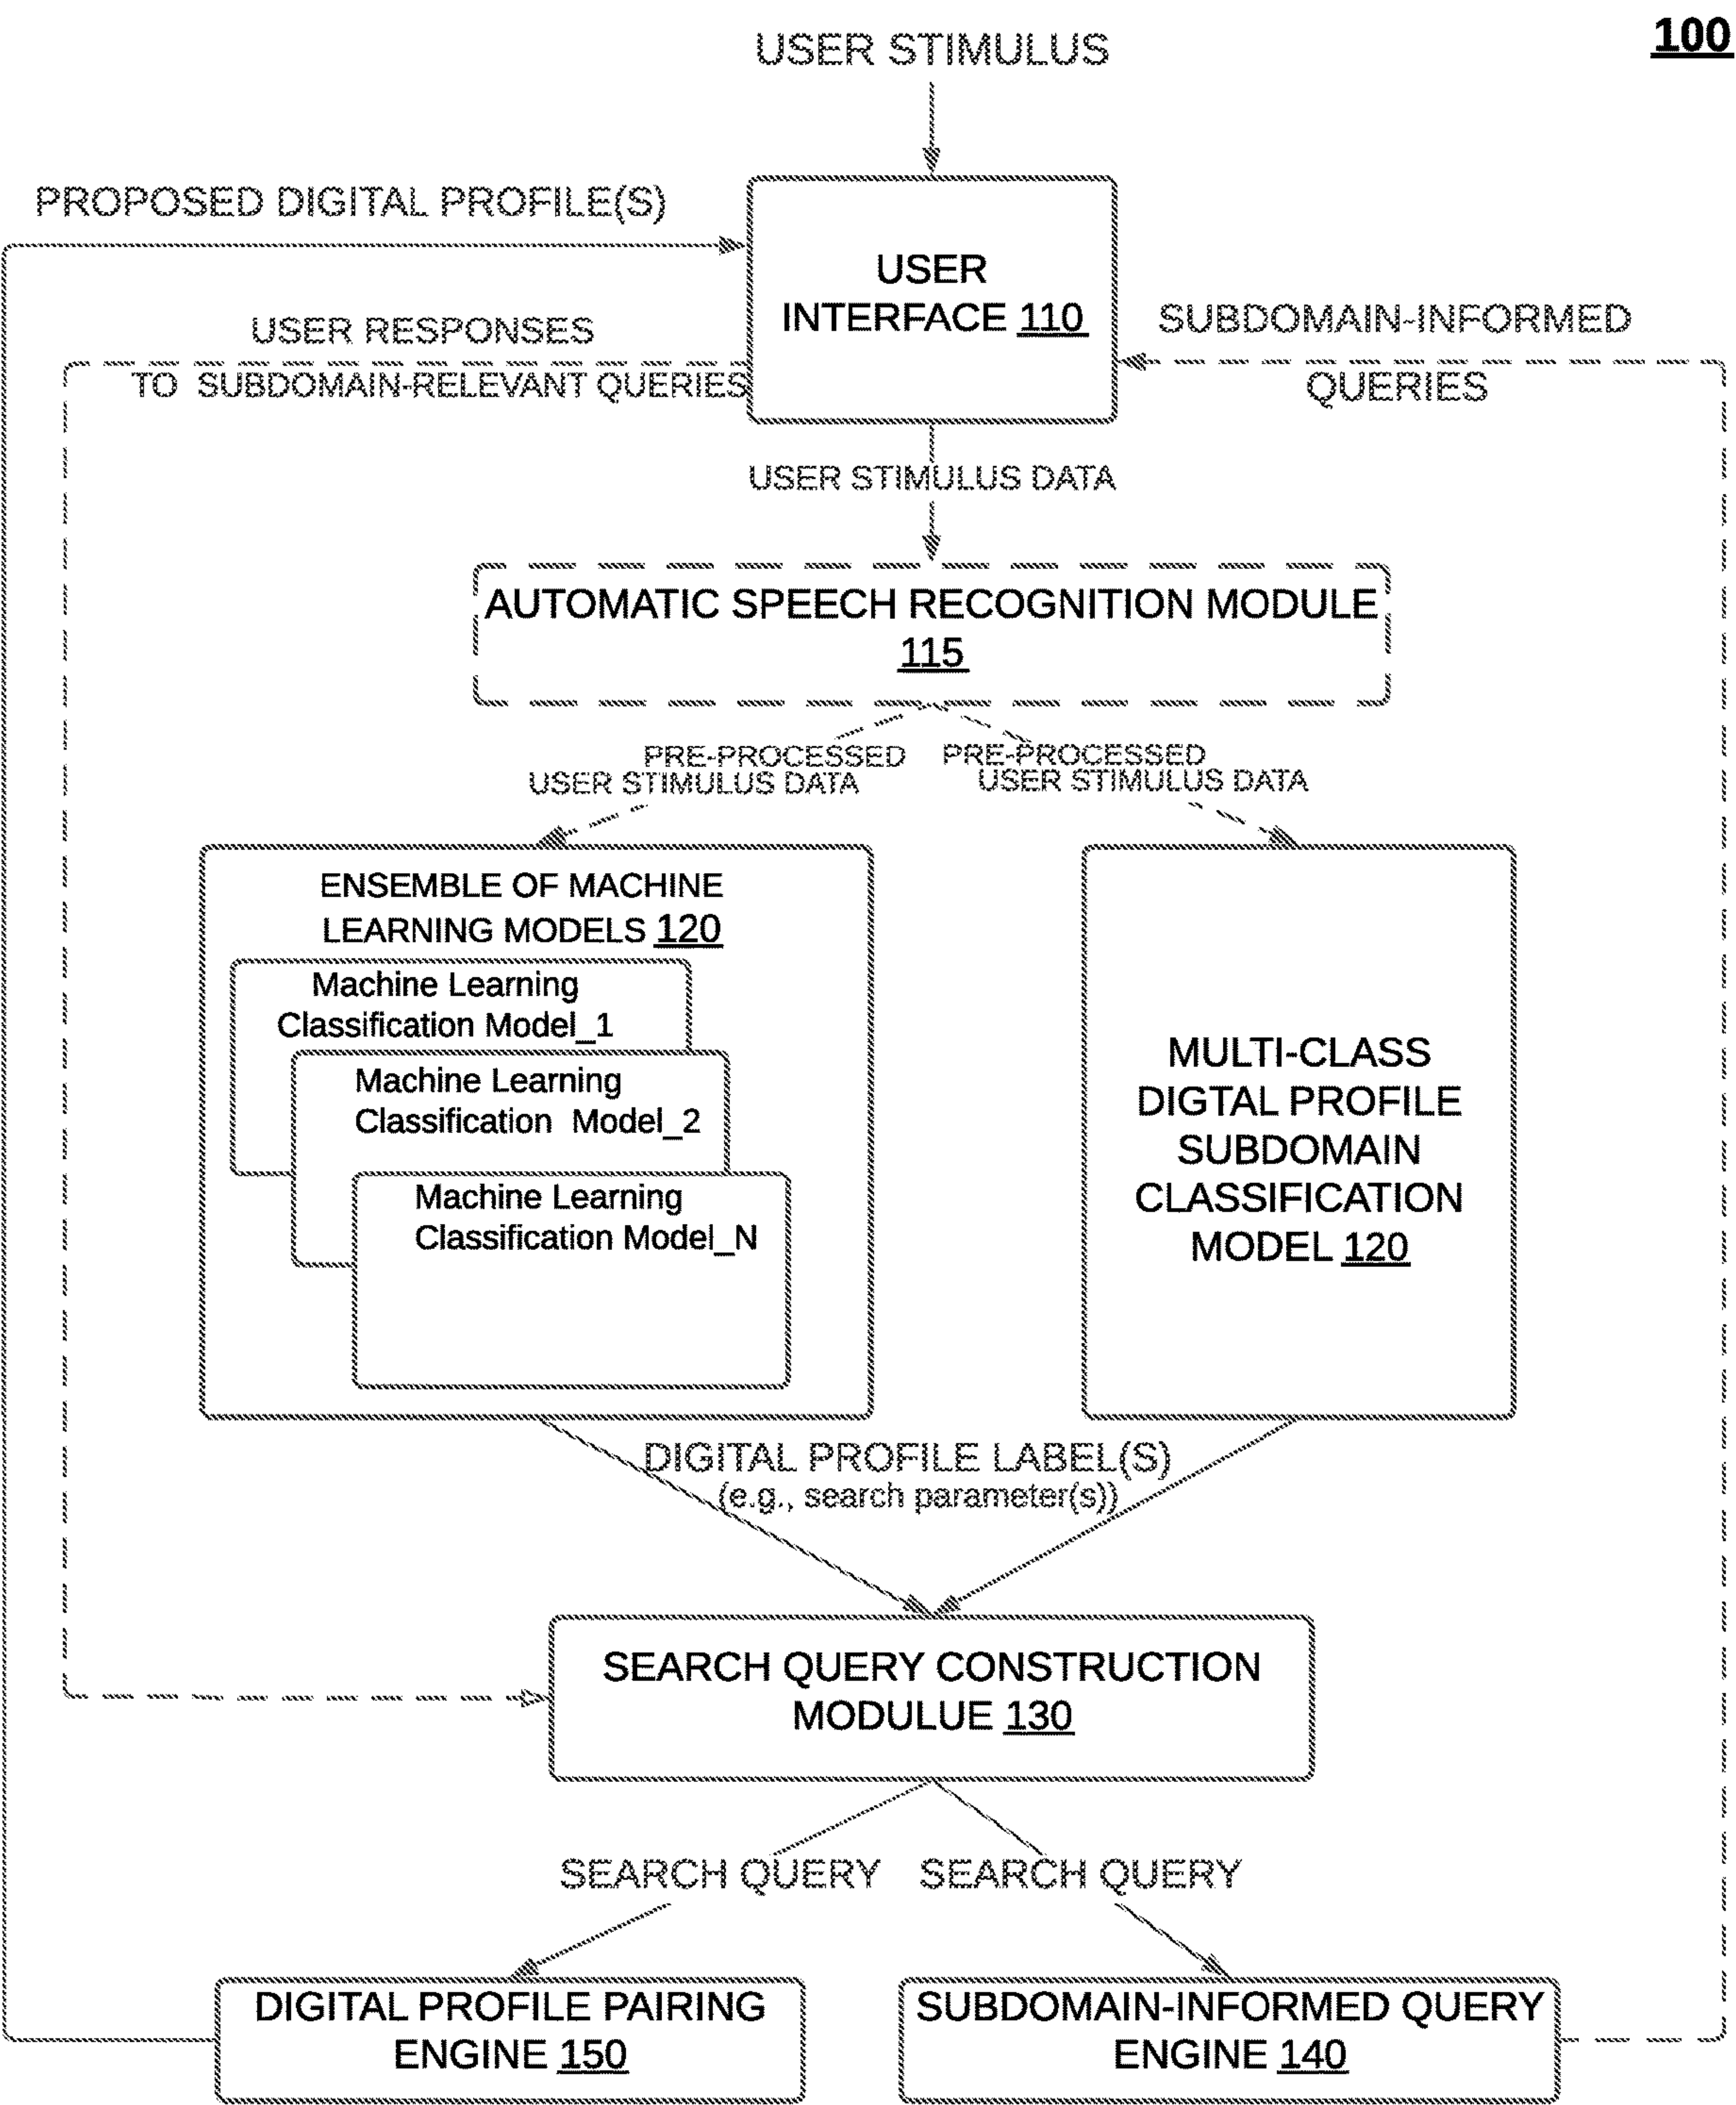 100
USER STIMULUS
PROPOSED DIGITAL PROFILE(S)
USER
INTERFACE 110
USER RESPONSES
TO SUBDOMAIN-RELEVANT QUERIES
SUBDOMAIN-INFORMED
QUERIES
USER STIMULUS DATA
AUTOMATIC SPEECH RECOGNITION MODULE
115
PRE-PROCESSED
USER STIMULUS DATA
PRE-PROCESSED
USER STIMULUS DATA
ENSEMBLE OF MACHINE
LEARNING MODELS 120
Machine Learning
Classification Model_1
Machine Learning
Classification Model_2
Machine Learning
Classification Model_N
MULTI-CLASS
DIGTAL PROFILE
SUBDOMAIN
CLASSIFICATION
MODEL 120
DIGITAL PROFILE LABEL(S)
(e.g., search parameter(s))
SEARCH QUERY CONSTRUCTION
MODULUE 130
SEARCH QUERY
SEARCH QUERY
DIGITAL PROFILE PAIRING
ENGINE 150
SUBDOMAIN-INFORMED QUERY
ENGINE 140